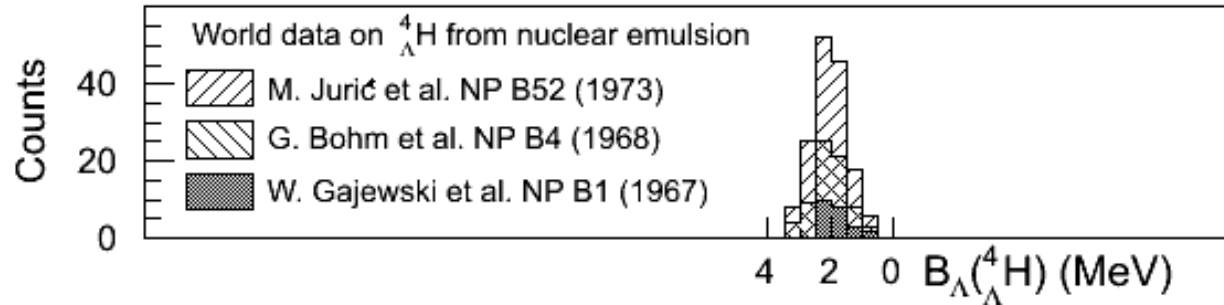 World data on ⁴ΛH from nuclear emulsion
M. Jurić et al. NP B52 (1973)
G. Bohm et al. NP B4 (1968)
W. Gajewski et al. NP B1 (1967)
Counts
40
20
0
4 2 0 BΛ(⁴ΛH) (MeV)